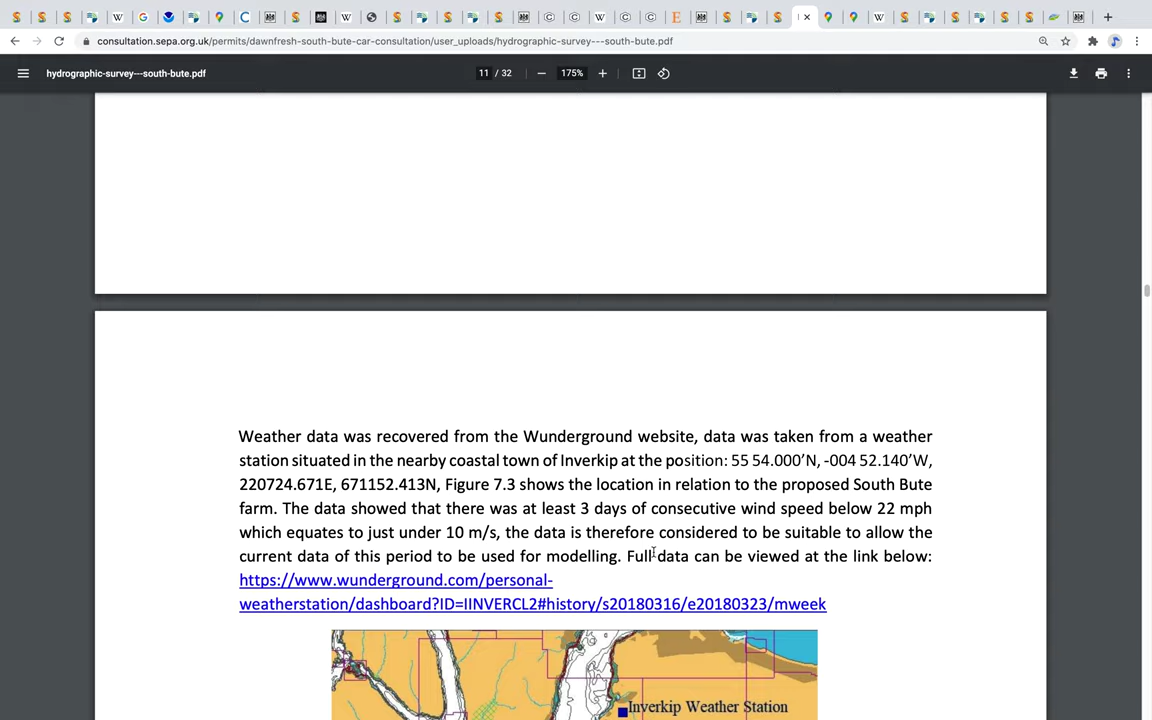 consultation.sepa.org.uk/permits/dawnfresh-south-bute-car-consultation/user_uploads/hydrographic-survey---south-bute.pdf
hydrographic-survey---south-bute.pdf
11 / 32
175%
Weather data was recovered from the Wunderground website, data was taken from a weather
station situated in the nearby coastal town of Inverkip at the position: 55 54.000’N, -004 52.140’W,
220724.671E, 671152.413N, Figure 7.3 shows the location in relation to the proposed South Bute
farm. The data showed that there was at least 3 days of consecutive wind speed below 22 mph
which equates to just under 10 m/s, the data is therefore considered to be suitable to allow the
current data of this period to be used for modelling. Full data can be viewed at the link below:
https://www.wunderground.com/personal-
weatherstation/dashboard?ID=IINVERCL2#history/s20180316/e20180323/mweek
Inverkip Weather Station